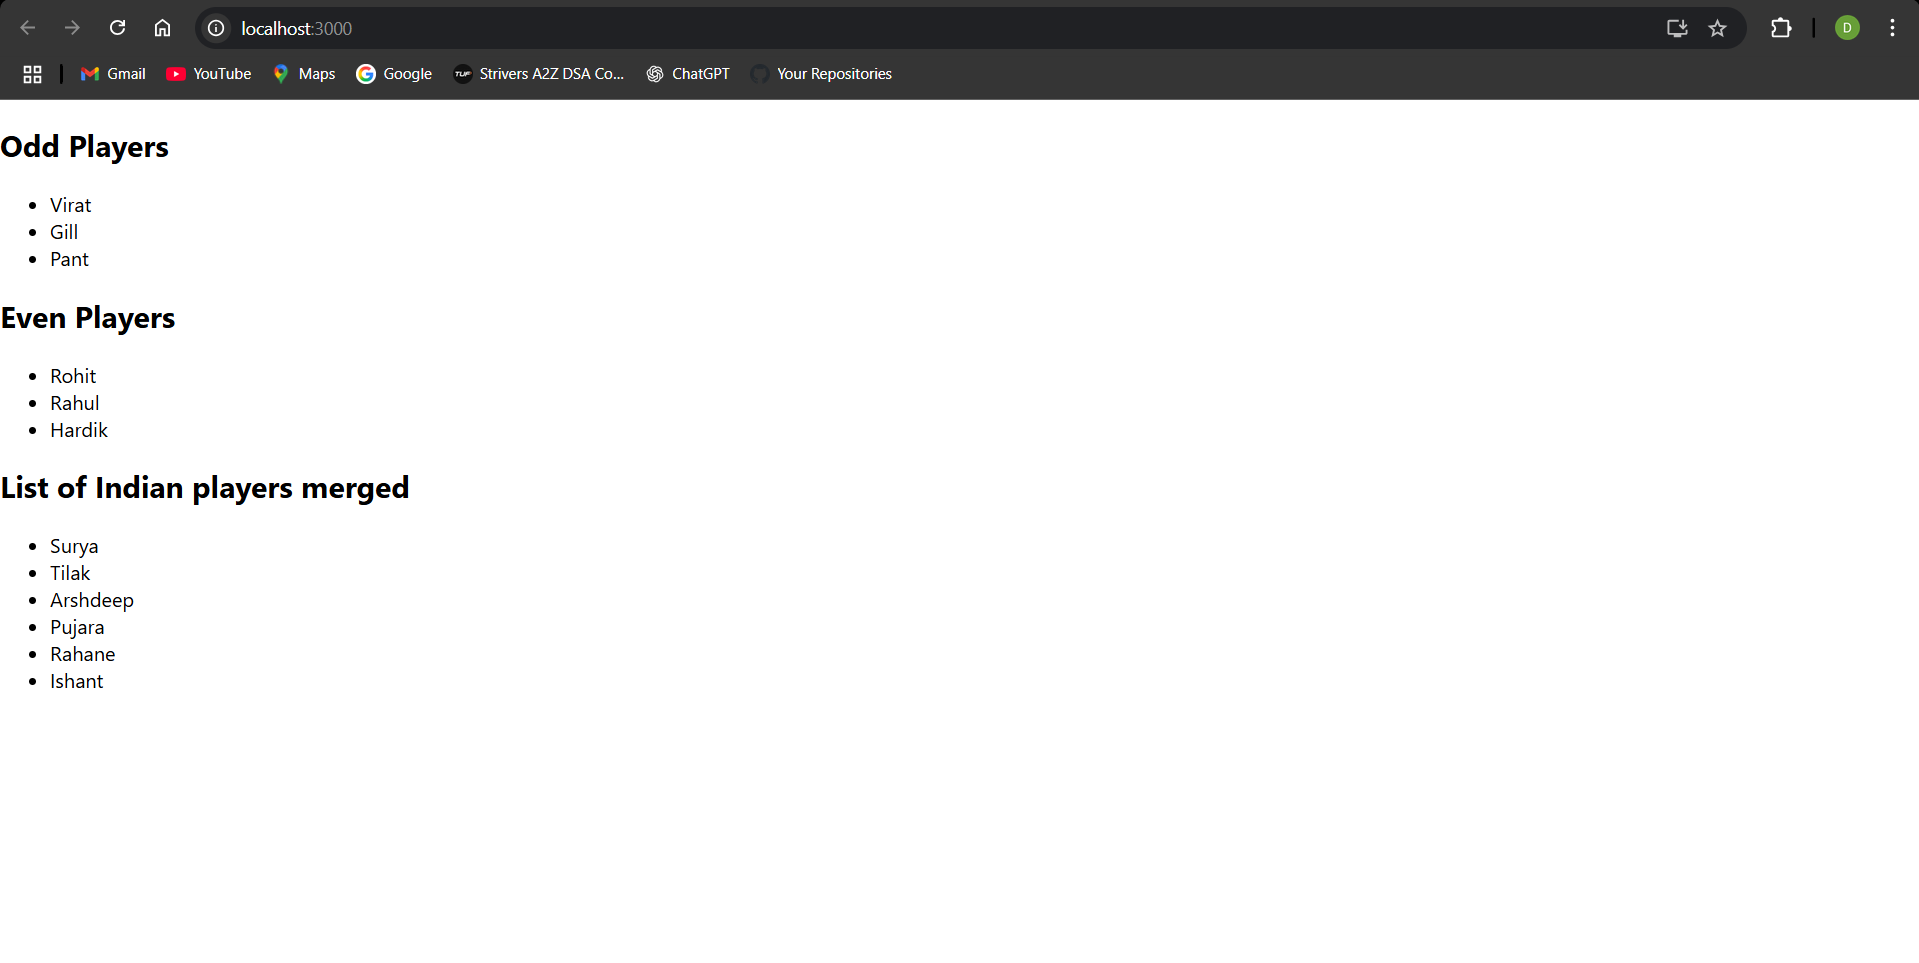 localhost:3000
D
Gmail YouTube Maps Google TUF Strivers A2Z DSA Co... ChatGPT Your Repositories
Odd Players
Virat
Gill
Pant
Even Players
Rohit
Rahul
Hardik
List of Indian players merged
Surya
Tilak
Arshdeep
Pujara
Rahane
Ishant